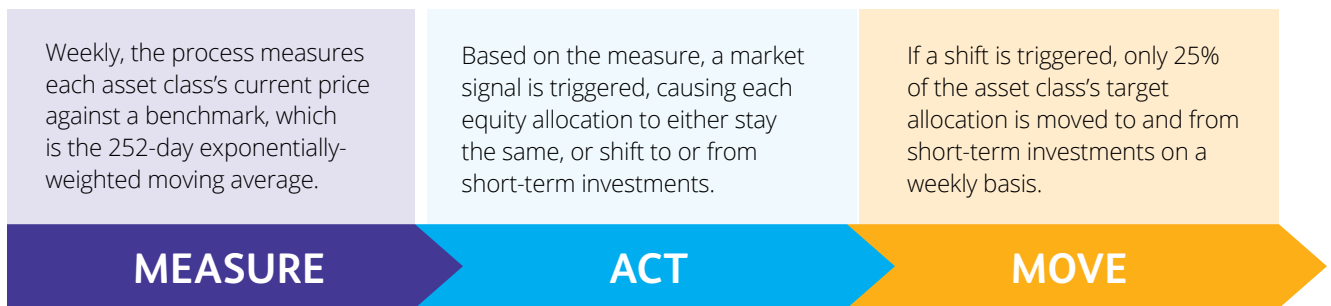 Weekly, the process measures
each asset class's current price
against a benchmark, which
is the 252-day exponentially-
weighted moving average.
Based on the measure, a market
signal is triggered, causing each
equity allocation to either stay
the same, or shift to or from
short-term investments.
If a shift is triggered, only 25%
of the asset class's target
allocation is moved to and from
short-term investments on a
weekly basis.
MEASURE
ACT
MOVE